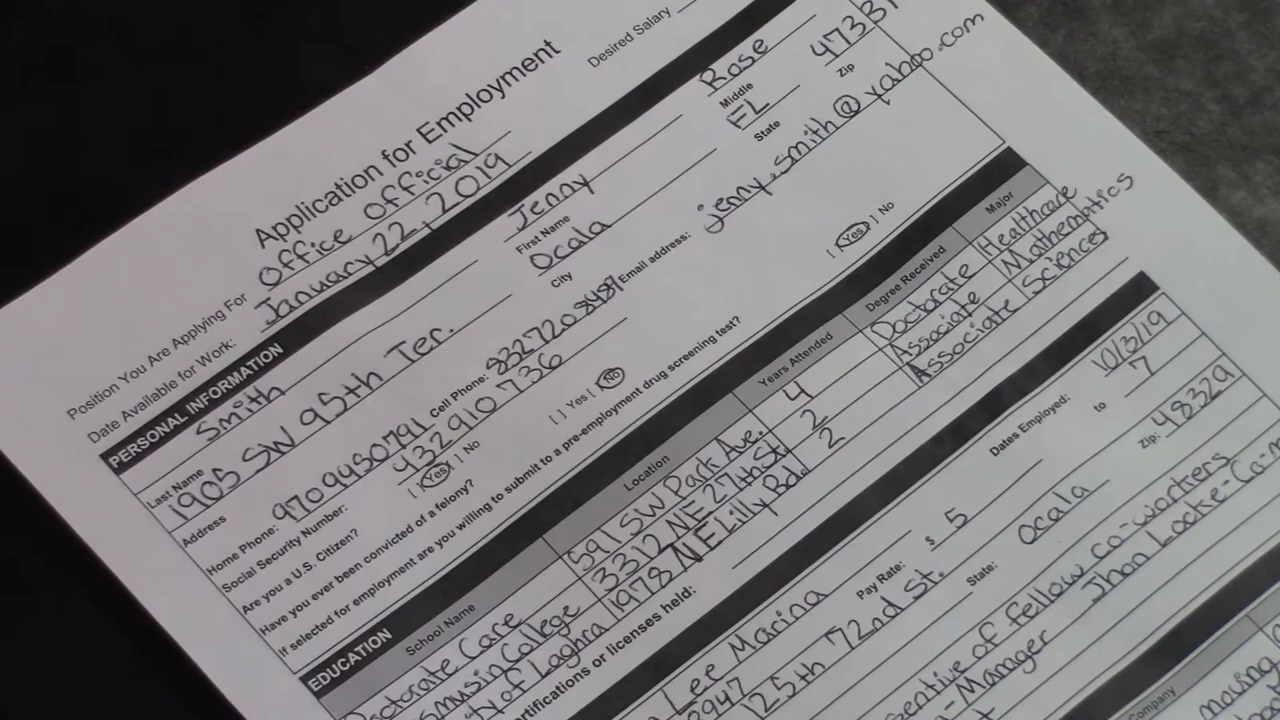 Application for Employment
Position You Are Applying For Office Official Desired Salary
Date Available for Work: January 22, 2019
PERSONAL INFORMATION
Smith Jenny Rose
Last Name First Name Middle
1905 SW 95th Ter. Ocala FL 47331
Address City State Zip
Home Phone: 9709450791 Cell Phone: 8327208487 Email address: jenny.smith@yahoo.com
Social Security Number: 432910736
Are you a U.S. Citizen? [ ] Yes [ ] No
Have you ever been convicted of a felony? [ ] Yes [ ] No
If selected for employment are you willing to submit to a pre-employment drug screening test? [ ] Yes [ ] No
EDUCATION
School Name Location Years Attended Degree Received Major
Care 591 SW Park Ave. 4 Doctorate Healthcare
College 3312 NE 27th St. 2 Associate Mathematics
of Laghra 1978 NE Lilly Rd. 2 Associate Sciences
held:
Dates Employed:
Lee Marina Pay Rate: $ 5 to 10/3/19
2947 7
125th 72nd St. State: Ocala Zip: 48329
of fellow co-workers
Manger Jhon Locke-
Company
moving